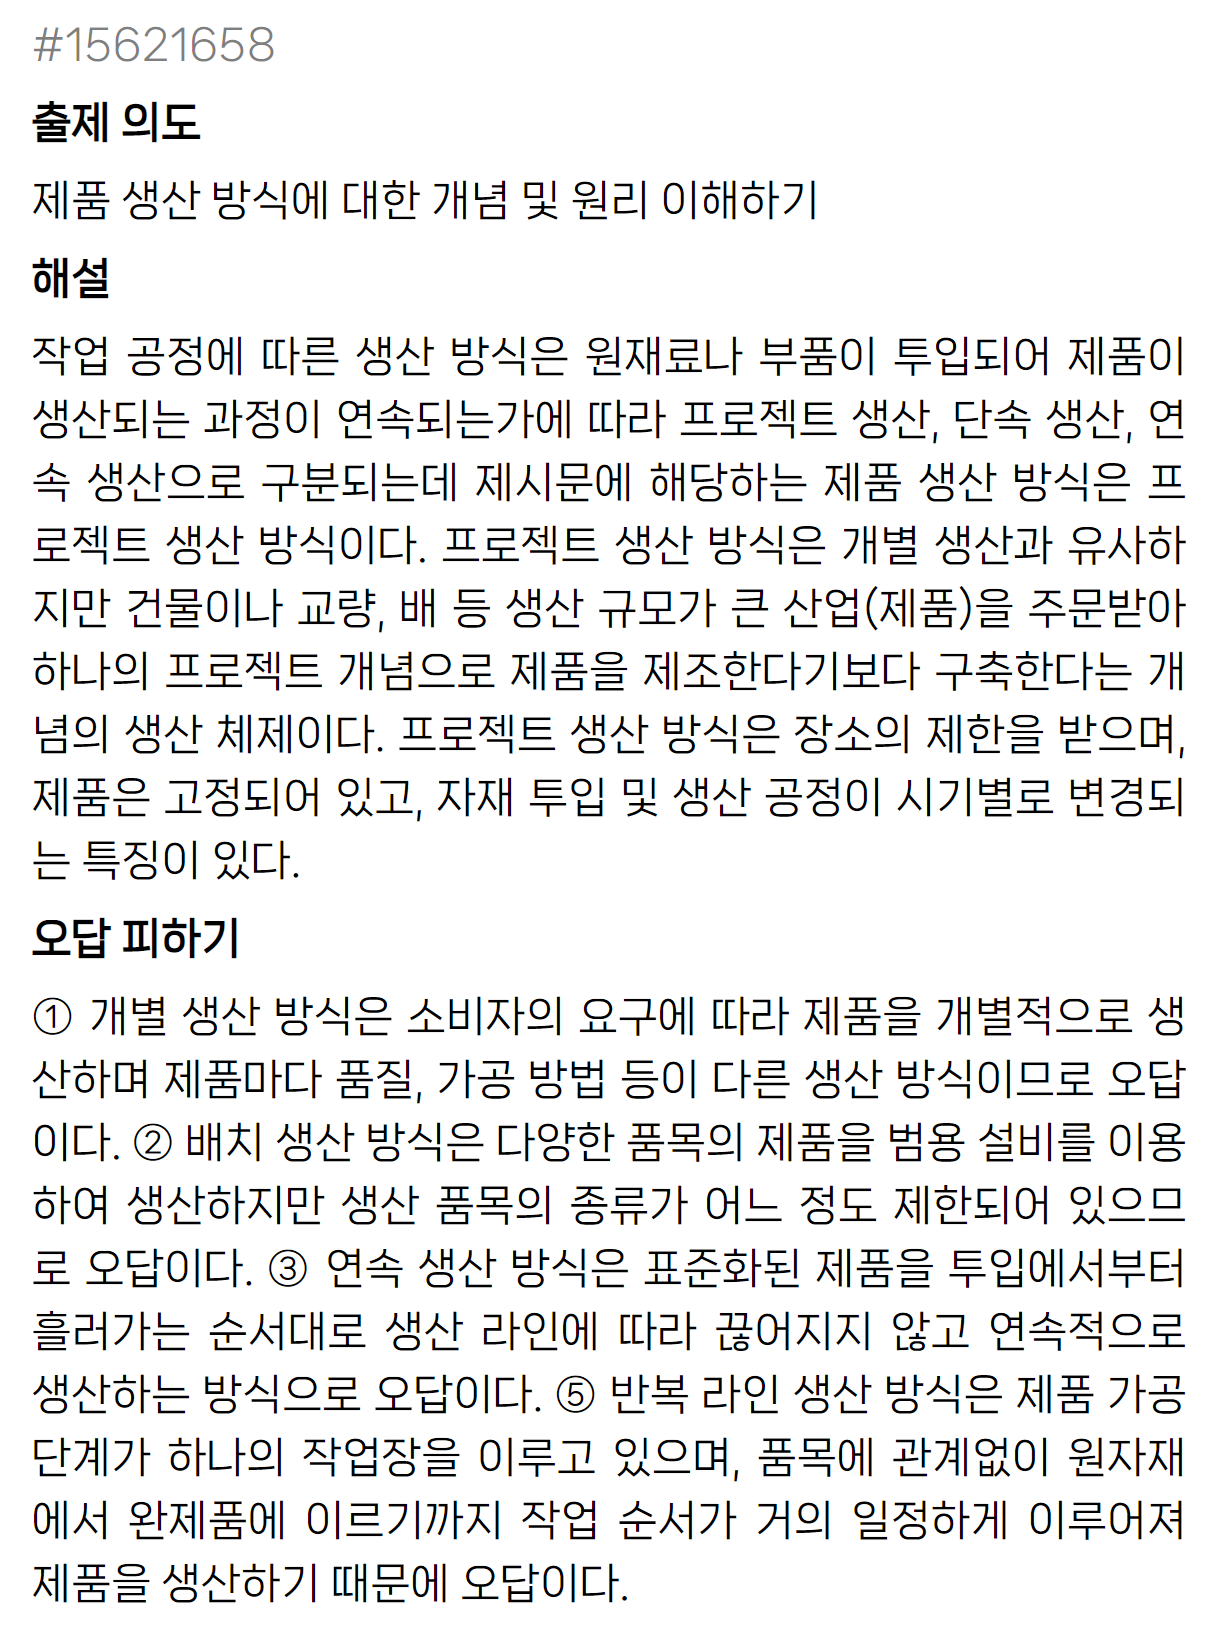 #15621658
출제 의도
제품 생산 방식에 대한 개념 및 원리 이해하기
해설
작업 공정에 따른 생산 방식은 원재료나 부품이 투입되어 제품이
생산되는 과정이 연속되는가에 따라 프로젝트 생산, 단속 생산, 연
속 생산으로 구분되는데 제시문에 해당하는 제품 생산 방식은 프
로젝트 생산 방식이다. 프로젝트 생산 방식은 개별 생산과 유사하
지만 건물이나 교량, 배 등 생산 규모가 큰 산업(제품)을 주문받아
하나의 프로젝트 개념으로 제품을 제조한다기보다 구축한다는 개
념의 생산 체제이다. 프로젝트 생산 방식은 장소의 제한을 받으며,
제품은 고정되어 있고, 자재 투입 및 생산 공정이 시기별로 변경되
는 특징이 있다.
오답 피하기
① 개별 생산 방식은 소비자의 요구에 따라 제품을 개별적으로 생
산하며 제품마다 품질, 가공 방법 등이 다른 생산 방식이므로 오답
이다. ② 배치 생산 방식은 다양한 품목의 제품을 범용 설비를 이용
하여 생산하지만 생산 품목의 종류가 어느 정도 제한되어 있으므
로 오답이다. ③ 연속 생산 방식은 표준화된 제품을 투입에서부터
흘러가는 순서대로 생산 라인에 따라 끊어지지 않고 연속적으로
생산하는 방식으로 오답이다. ⑤ 반복 라인 생산 방식은 제품 가공
단계가 하나의 작업장을 이루고 있으며, 품목에 관계없이 원자재
에서 완제품에 이르기까지 작업 순서가 거의 일정하게 이루어져
제품을 생산하기 때문에 오답이다.